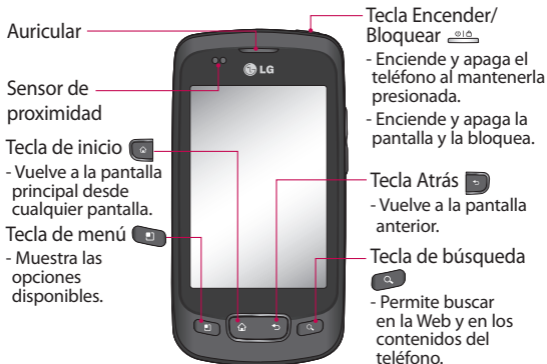 Auricular
Sensor de
proximidad
Tecla de inicio
- Vuelve a la pantalla
principal desde
cualquier pantalla.
Tecla de menú
- Muestra las
opciones
disponibles.
LG
Tecla Encender/
Bloquear
- Enciende y apaga el
teléfono al mantenerla
presionada.
- Enciende y apaga la
pantalla y la bloquea.
Tecla Atrás
- Vuelve a la pantalla
anterior.
Tecla de búsqueda
- Permite buscar
en la Web y en los
contenidos del
teléfono.